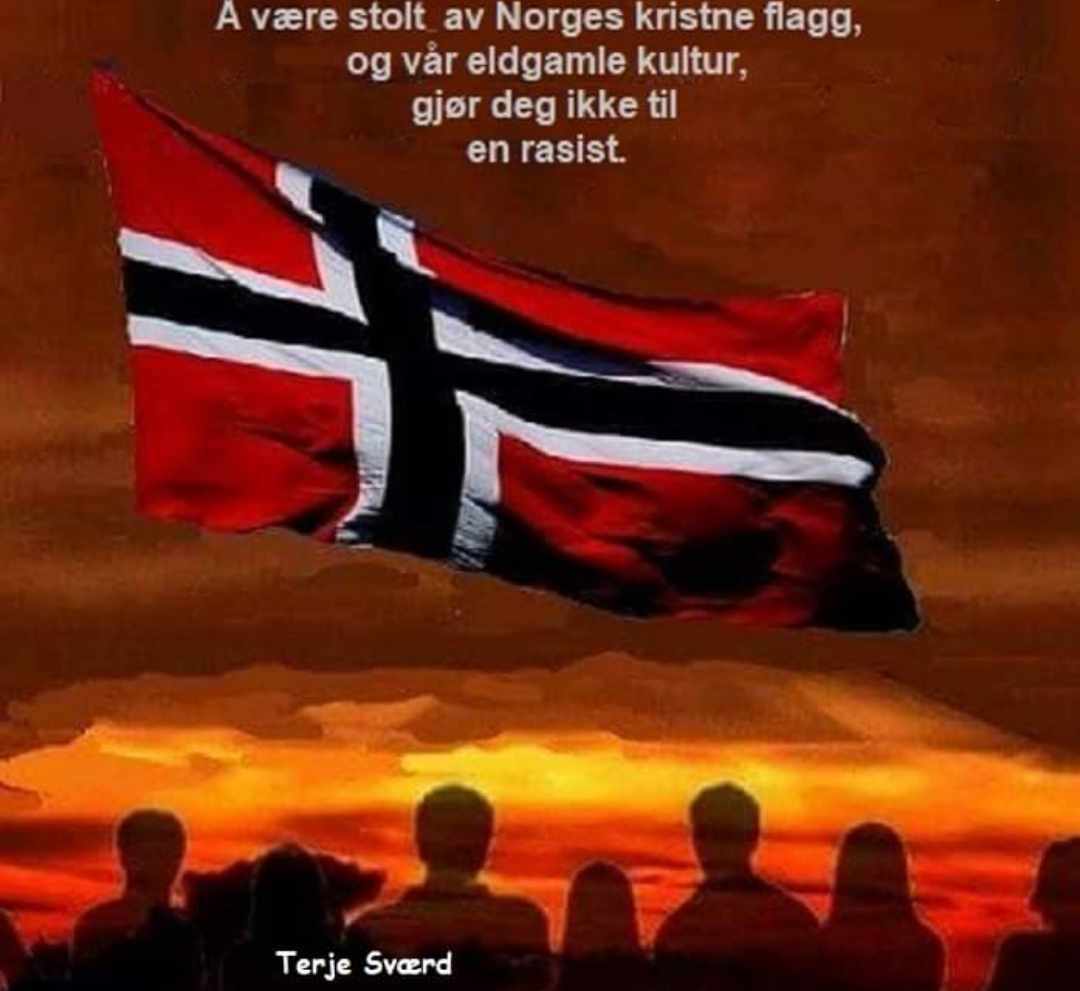 Å være stolt av Norges kristne flagg,
og vår eldgamle kultur,
gjør deg ikke til
en rasist.
Terje Sværd